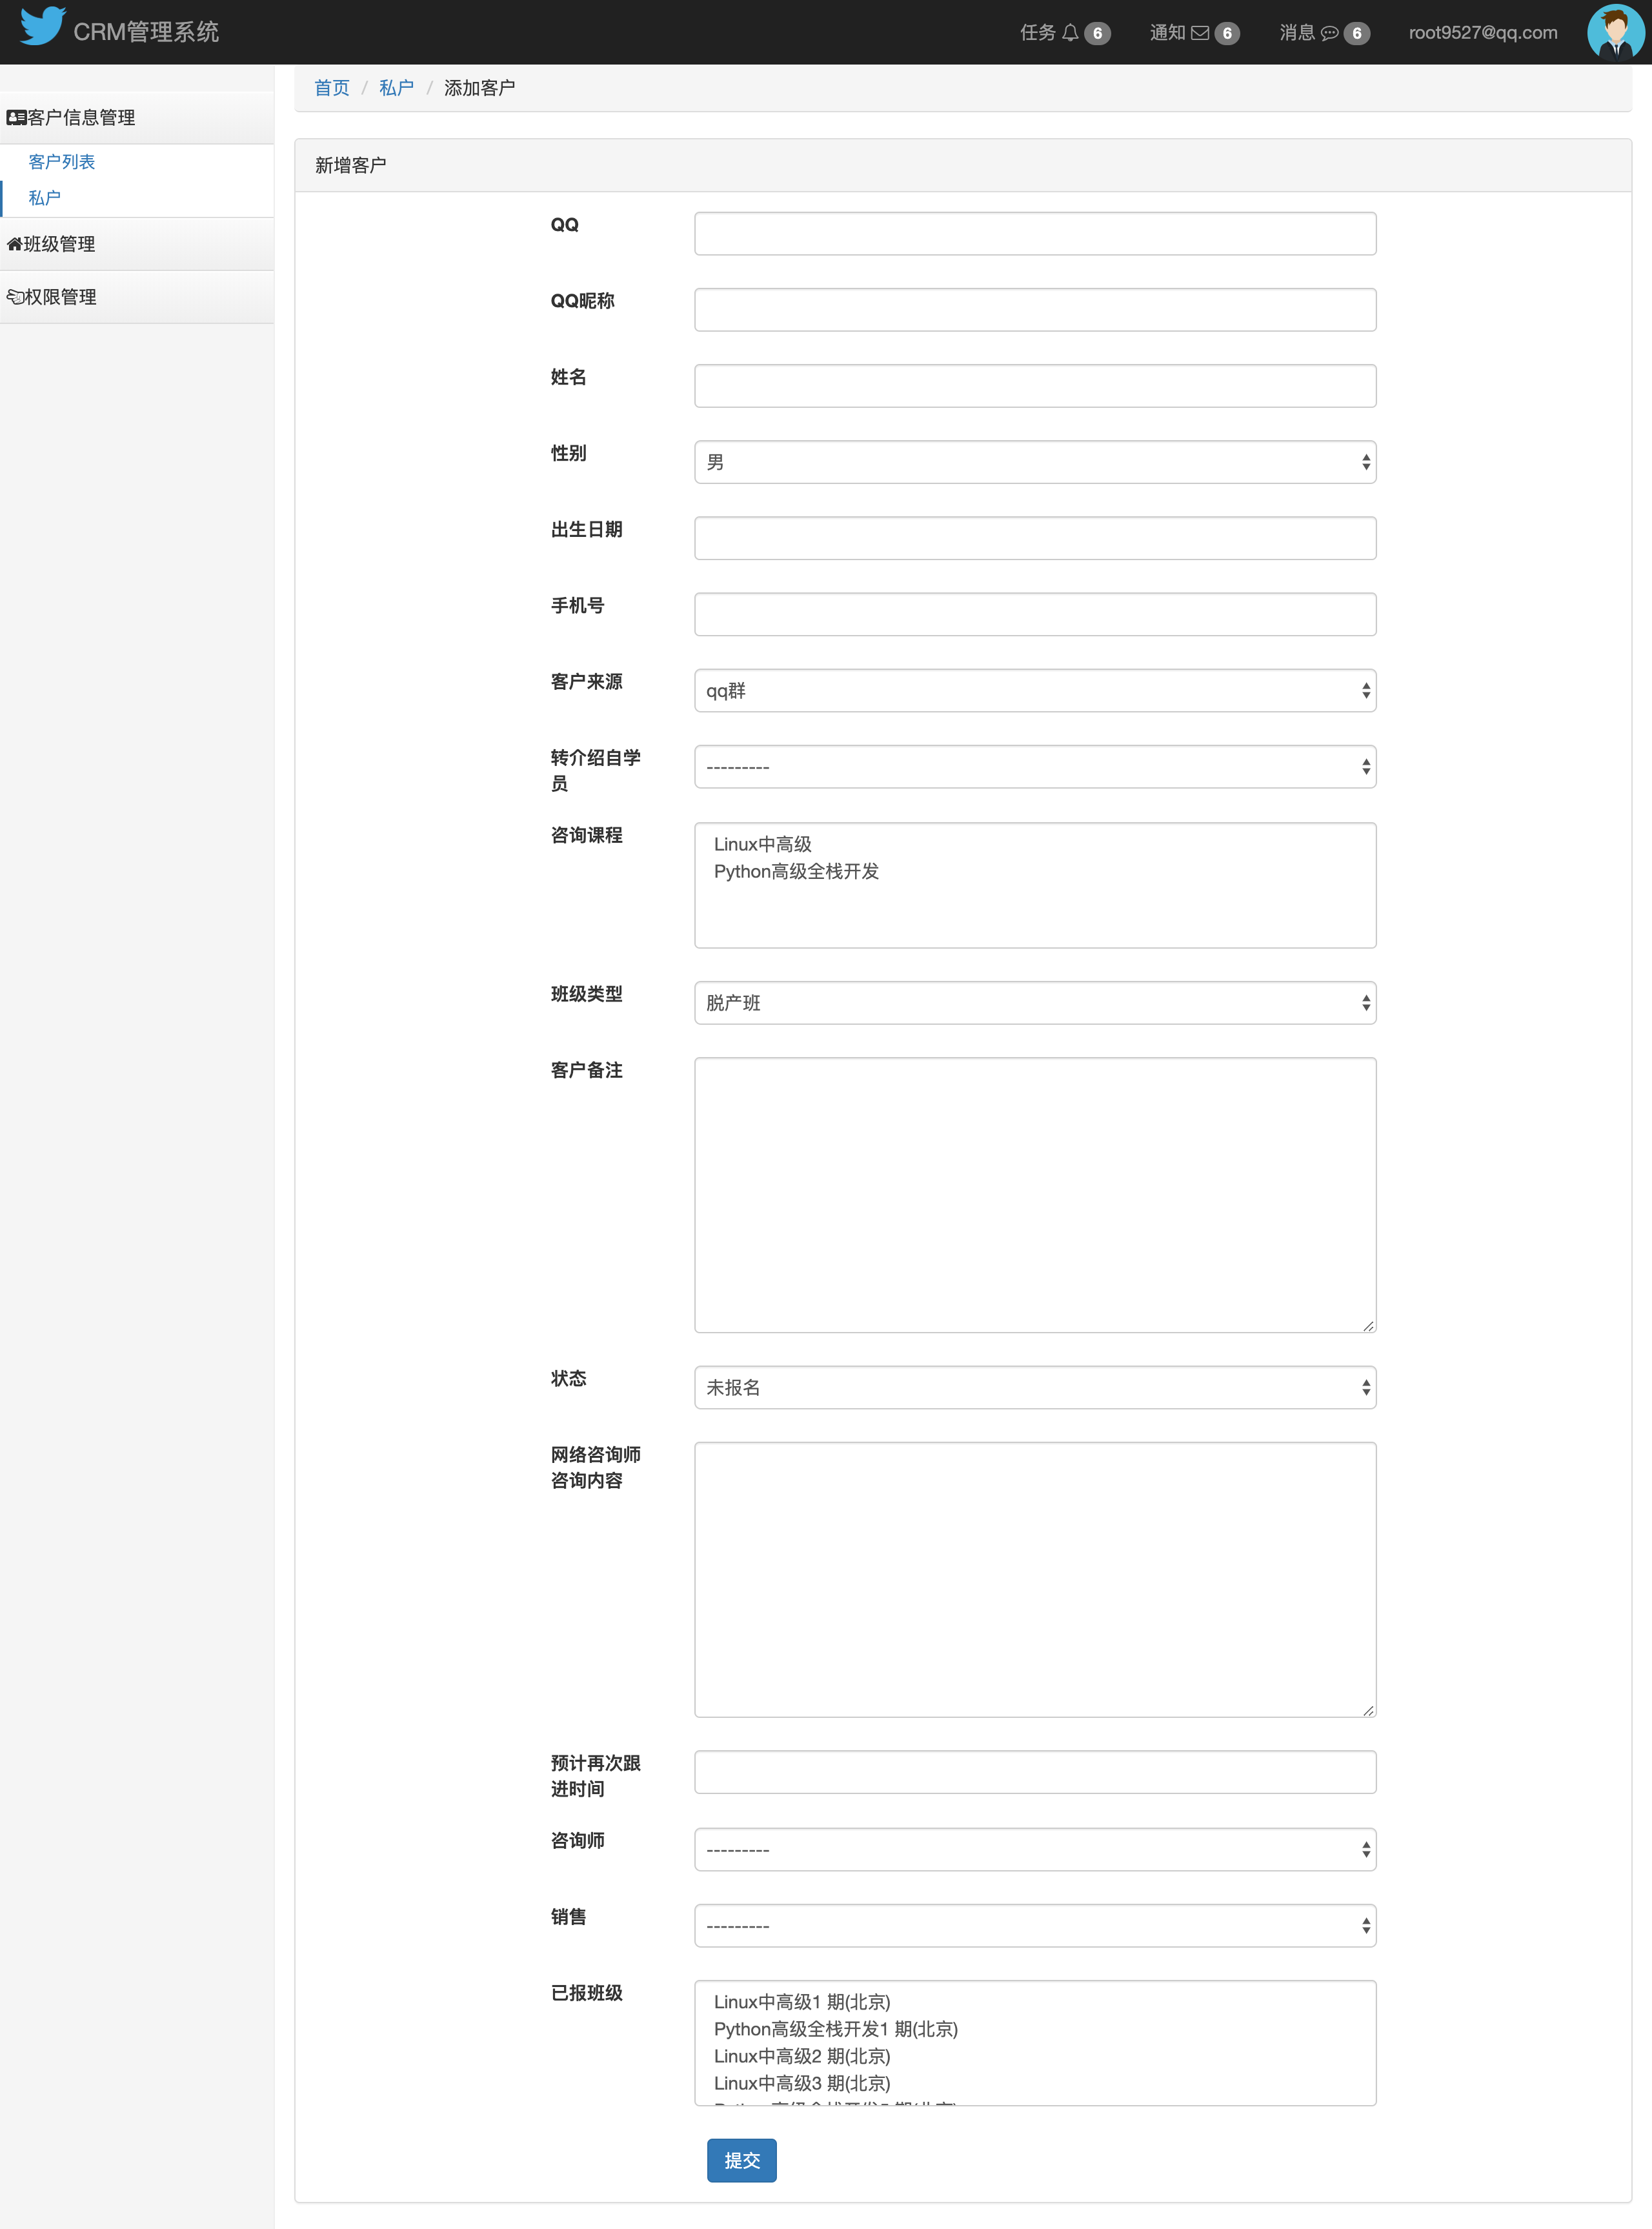 CRM管理系统
任务 6 通知 6 消息 6 root9527@qq.com
首页 / 私户 / 添加客户
客户信息管理
客户列表
私户
班级管理
权限管理
新增客户
QQ
QQ昵称
姓名
性别
男
出生日期
手机号
客户来源
qq群
转介绍自学
员
---------
咨询课程
Linux中高级
Python高级全栈开发
班级类型
脱产班
客户备注
状态
未报名
网络咨询师
咨询内容
预计再次跟
进时间
咨询师
---------
销售
---------
已报班级
Linux中高级1 期(北京)
Python高级全栈开发1 期(北京)
Linux中高级2 期(北京)
Linux中高级3 期(北京)
提交